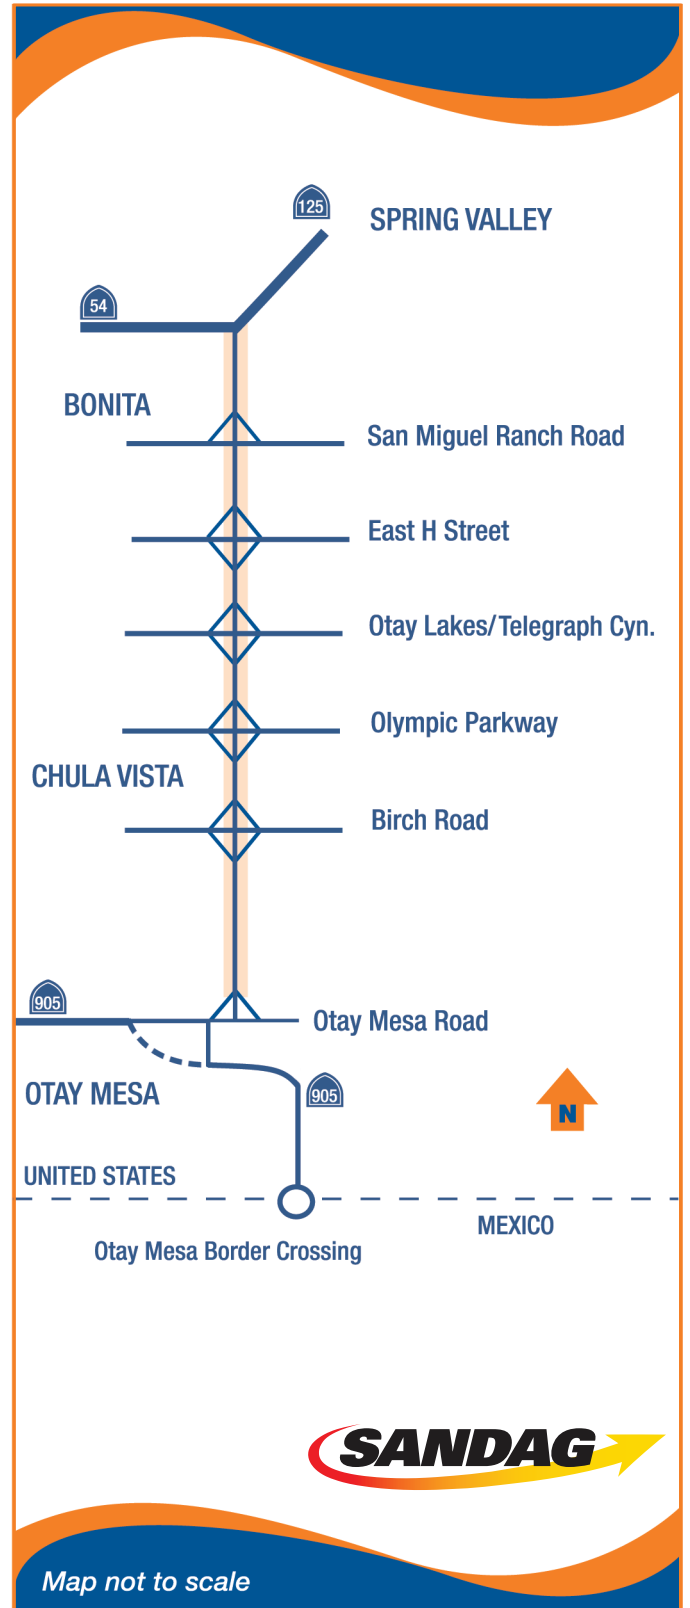 125
SPRING VALLEY
54
BONITA
San Miguel Ranch Road
East H Street
Otay Lakes/Telegraph Cyn.
Olympic Parkway
CHULA VISTA
Birch Road
905
Otay Mesa Road
OTAY MESA
905
N
UNITED STATES
MEXICO
Otay Mesa Border Crossing
SANDAG
Map not to scale